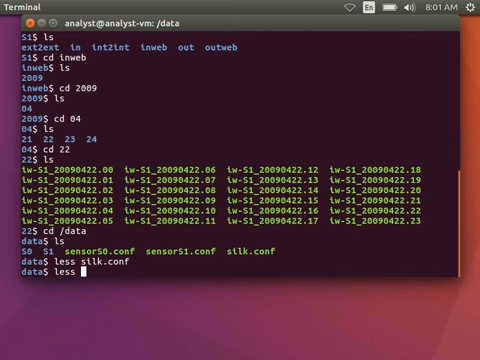 Terminal
En
8:01 AM
analyst@analyst-vm: /data
S1$ ls
ext2ext in int2int inweb out outweb
S1$ cd inweb
inweb$ ls
2009
inweb$ cd 2009
2009$ ls
04
2009$ cd 04
04$ ls
21 22 23 24
04$ cd 22
22$ ls
iw-S1_20090422.00 iw-S1_20090422.06 iw-S1_20090422.12 iw-S1_20090422.18
iw-S1_20090422.01 iw-S1_20090422.07 iw-S1_20090422.13 iw-S1_20090422.19
iw-S1_20090422.02 iw-S1_20090422.08 iw-S1_20090422.14 iw-S1_20090422.20
iw-S1_20090422.03 iw-S1_20090422.09 iw-S1_20090422.15 iw-S1_20090422.21
iw-S1_20090422.04 iw-S1_20090422.10 iw-S1_20090422.16 iw-S1_20090422.22
iw-S1_20090422.05 iw-S1_20090422.11 iw-S1_20090422.17 iw-S1_20090422.23
22$ cd /data
data$ ls
S0 S1 sensorS0.conf sensorS1.conf silk.conf
data$ less silk.conf
data$ less